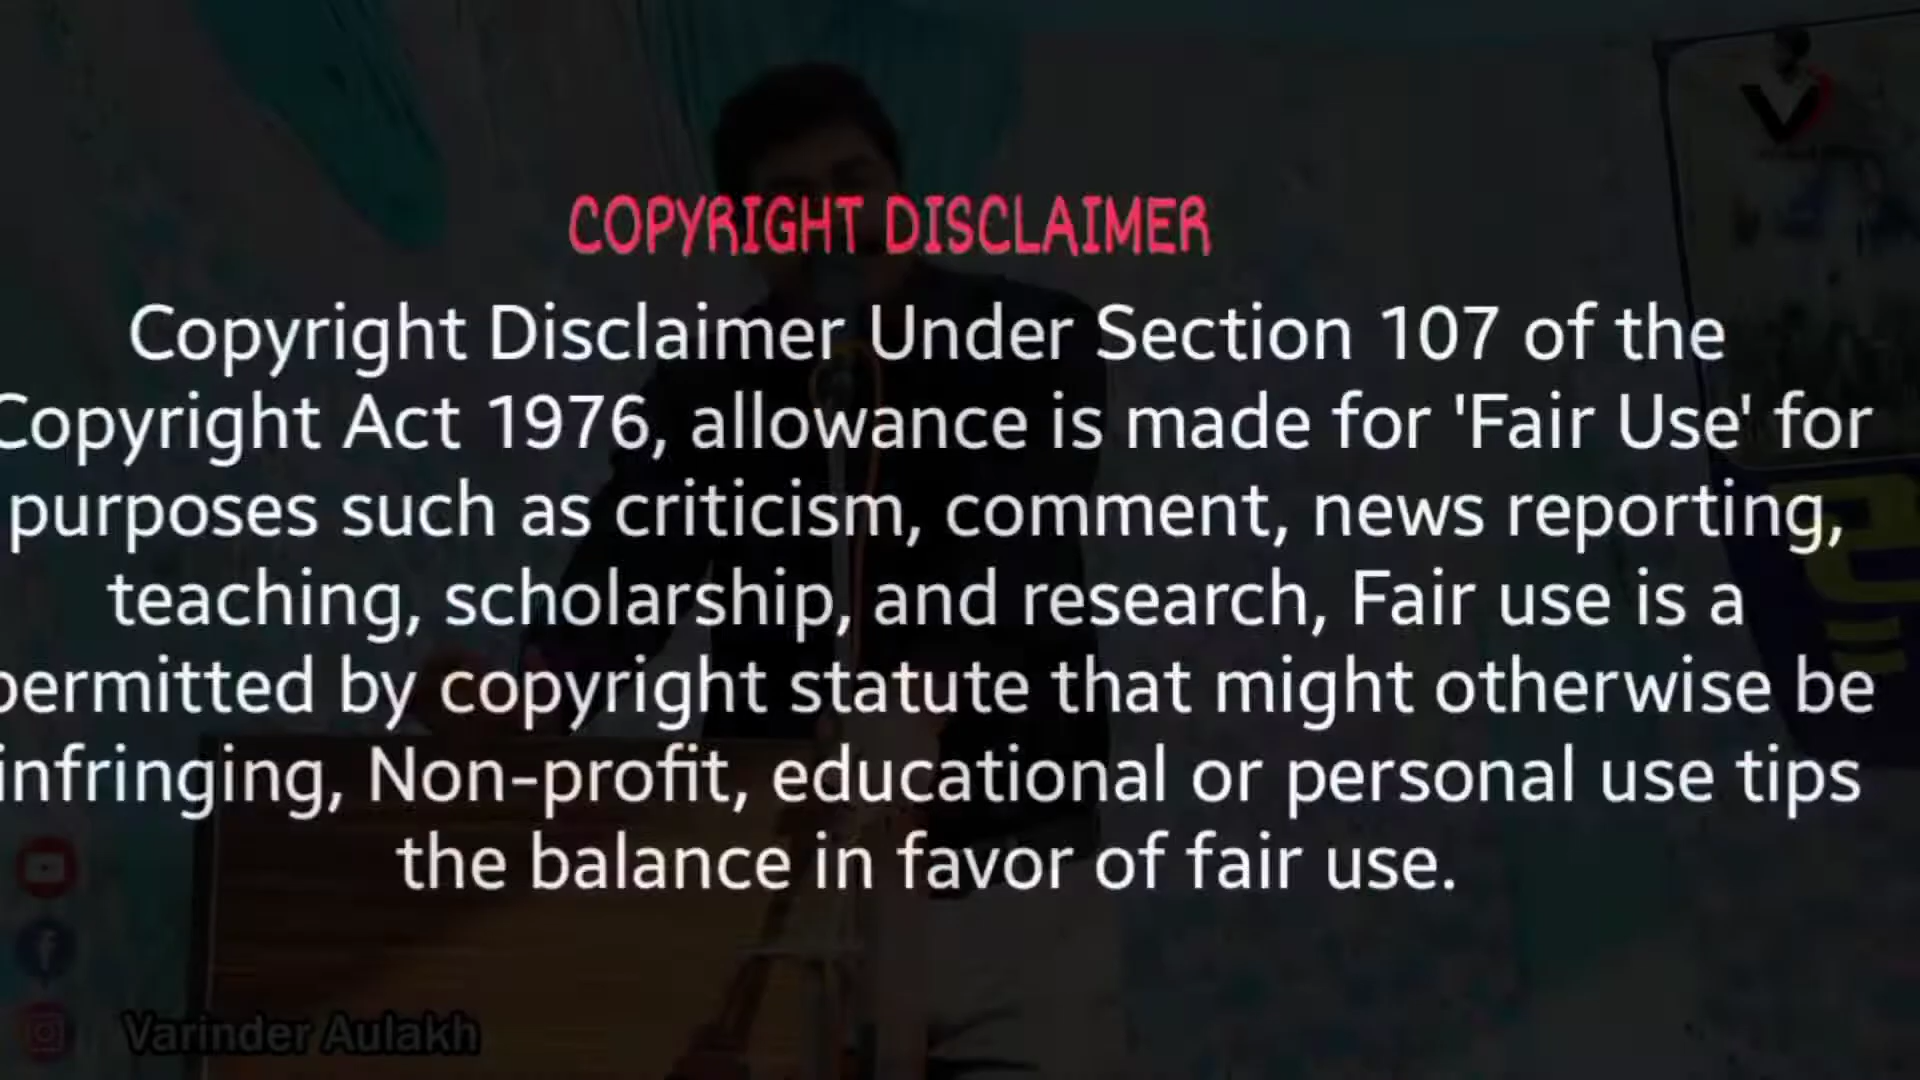 COPYRIGHT DISCLAIMER
Copyright Disclaimer Under Section 107 of the
Copyright Act 1976, allowance is made for 'Fair Use' for
purposes such as criticism, comment, news reporting,
teaching, scholarship, and research, Fair use is a
permitted by copyright statute that might otherwise be
infringing, Non-profit, educational or personal use tips
the balance in favor of fair use.
Varinder Aulakh